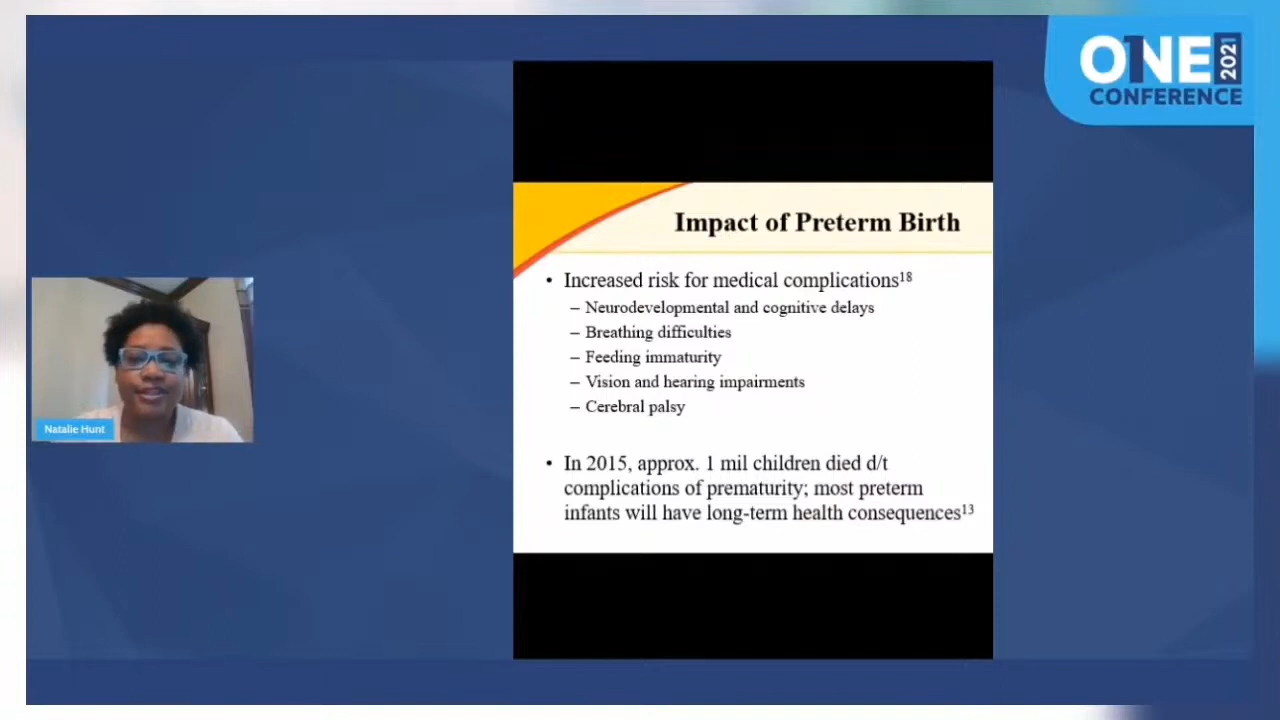 ONE 2021
CONFERENCE
Impact of Preterm Birth
• Increased risk for medical complications18
– Neurodevelopmental and cognitive delays
– Breathing difficulties
– Feeding immaturity
– Vision and hearing impairments
– Cerebral palsy
• In 2015, approx. 1 mil children died d/t
complications of prematurity; most preterm
infants will have long-term health consequences13
Natalie Hunt